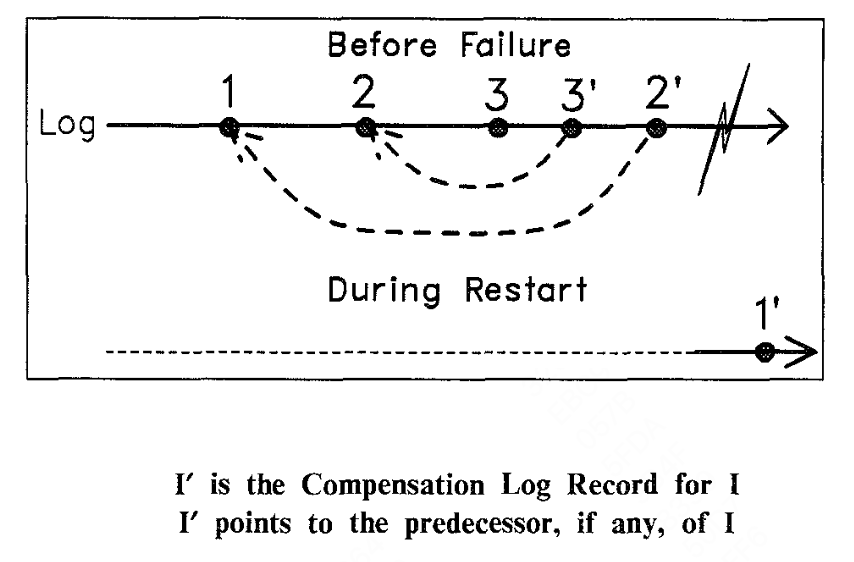 Before Failure
1 2 3 3' 2'
Log
During Restart
1'
I′ is the Compensation Log Record for I
I′ points to the predecessor, if any, of I